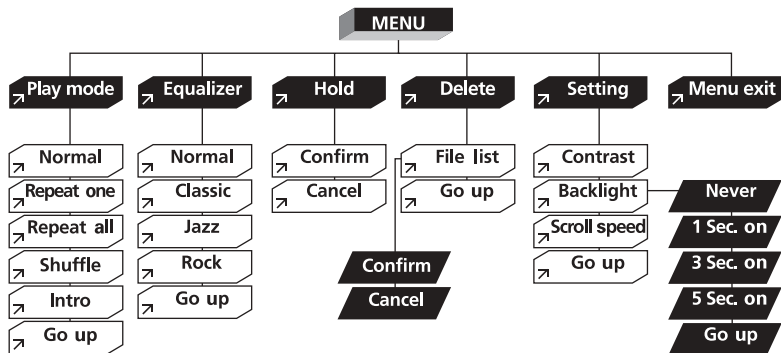 MENU
Play mode
Equalizer
Hold
Delete
Setting
Menu exit
Normal
Repeat one
Repeat all
Shuffle
Intro
Go up
Normal
Classic
Jazz
Rock
Go up
Confirm
Cancel
File list
Go up
Confirm
Cancel
Contrast
Backlight
Scroll speed
Go up
Never
1 Sec. on
3 Sec. on
5 Sec. on
Go up